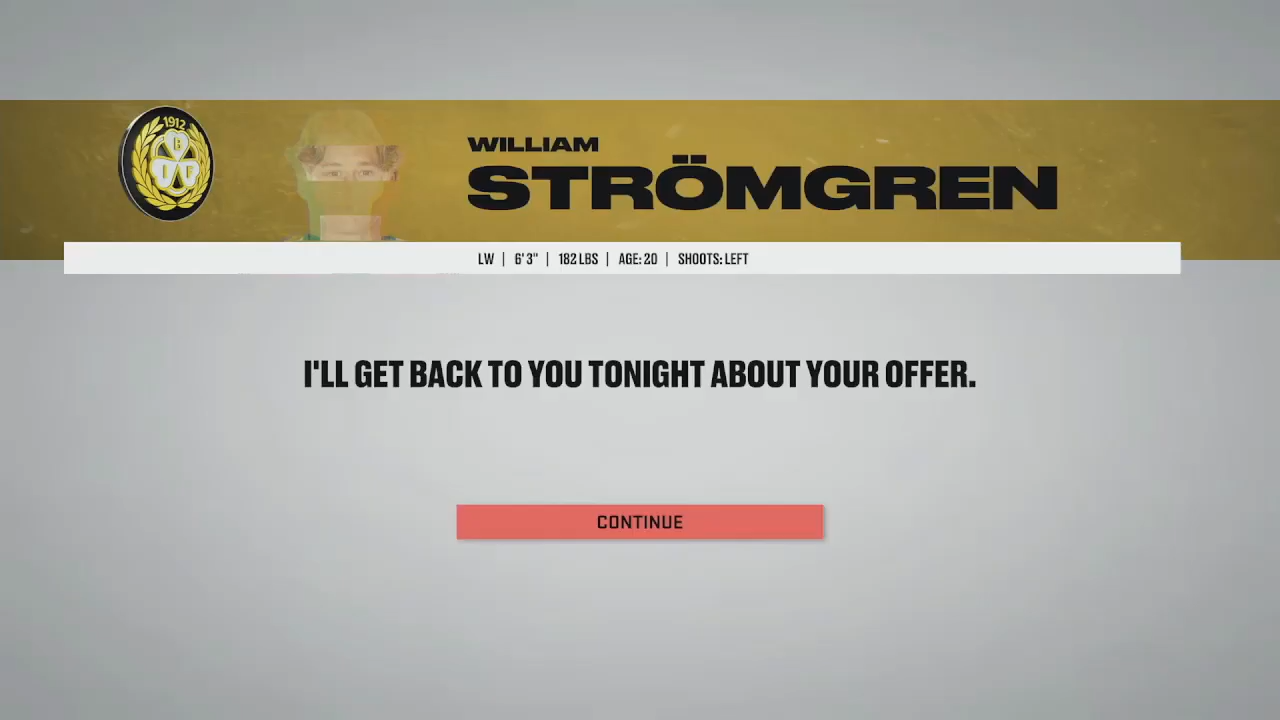 1912
B
I F
WILLIAM
STRÖMGREN
LW | 6' 3" | 182 LBS | AGE: 20 | SHOOTS: LEFT
I'LL GET BACK TO YOU TONIGHT ABOUT YOUR OFFER.
CONTINUE